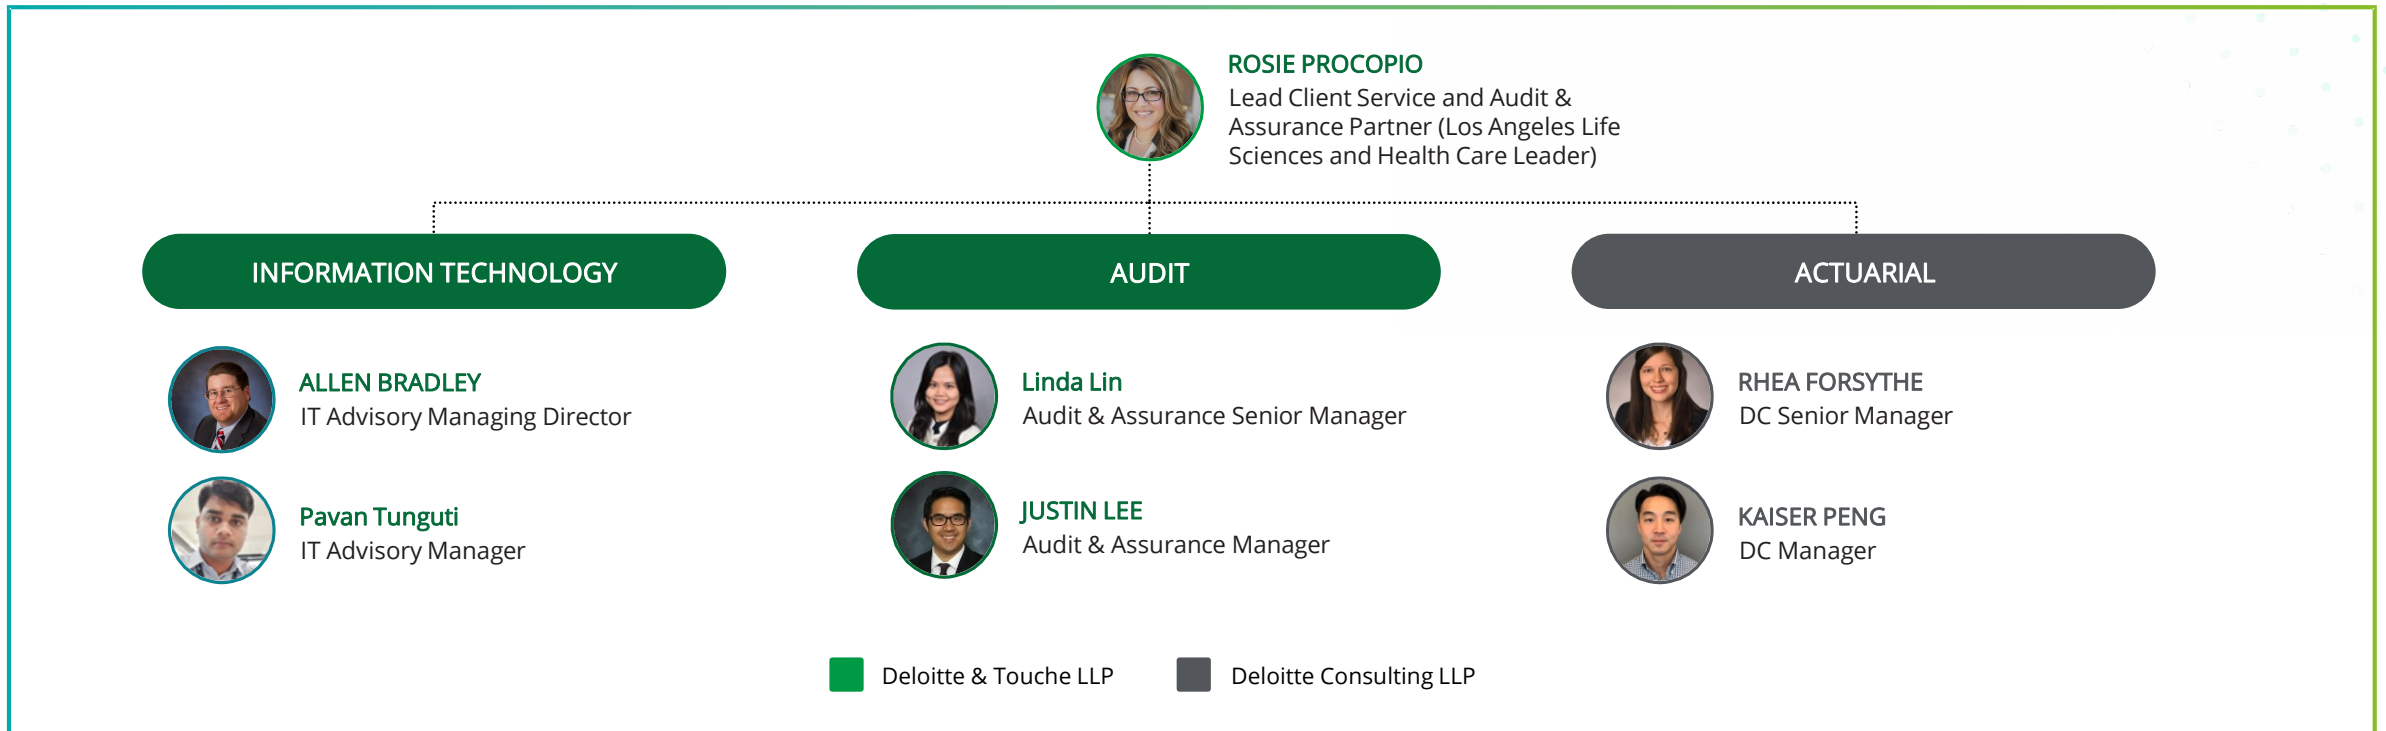 ROSIE PROCOPIO
Lead Client Service and Audit &
Assurance Partner (Los Angeles Life
Sciences and Health Care Leader)
INFORMATION TECHNOLOGY
AUDIT
ACTUARIAL
ALLEN BRADLEY
IT Advisory Managing Director
Linda Lin
Audit & Assurance Senior Manager
RHEA FORSYTHE
DC Senior Manager
Pavan Tunguti
IT Advisory Manager
JUSTIN LEE
Audit & Assurance Manager
KAISER PENG
DC Manager
Deloitte & Touche LLP
Deloitte Consulting LLP